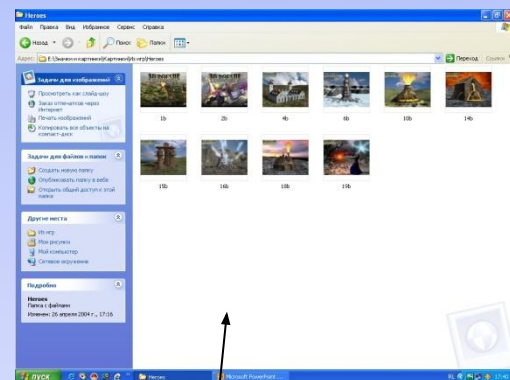 Heroes
Файл Правка Вид Избранное Сервис Справка
Назад Поиск Папки
Адрес: Переход Ссылки
Задачи для изображений
Просмотреть как слайд-шоу
Заказ отпечатков через Интернет
Печать изображений
Копировать все объекты на компакт-диск
Задачи для файлов и папок
Создать новую папку
Опубликовать папку в вебе
Открыть общий доступ к этой папке
Другие места
Из игр
Мои рисунки
Мой компьютер
Сетевое окружение
Подробно
Heroes
Папка с файлами
Изменен: 26 апреля 2004 г., 17:16
1b 2b 4b 6b 10b 14b
15b 16b 18b 19b
пуск Heroes Microsoft PowerPoint ... RL